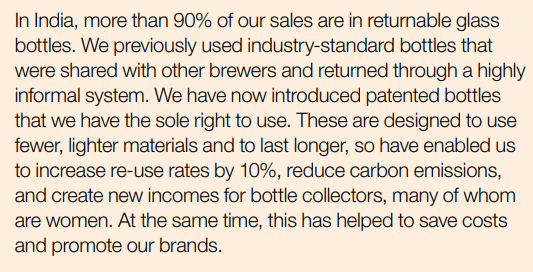 In India, more than 90% of our sales are in returnable glass
bottles. We previously used industry-standard bottles that
were shared with other brewers and returned through a highly
informal system. We have now introduced patented bottles
that we have the sole right to use. These are designed to use
fewer, lighter materials and to last longer, so have enabled us
to increase re-use rates by 10%, reduce carbon emissions,
and create new incomes for bottle collectors, many of whom
are women. At the same time, this has helped to save costs
and promote our brands.